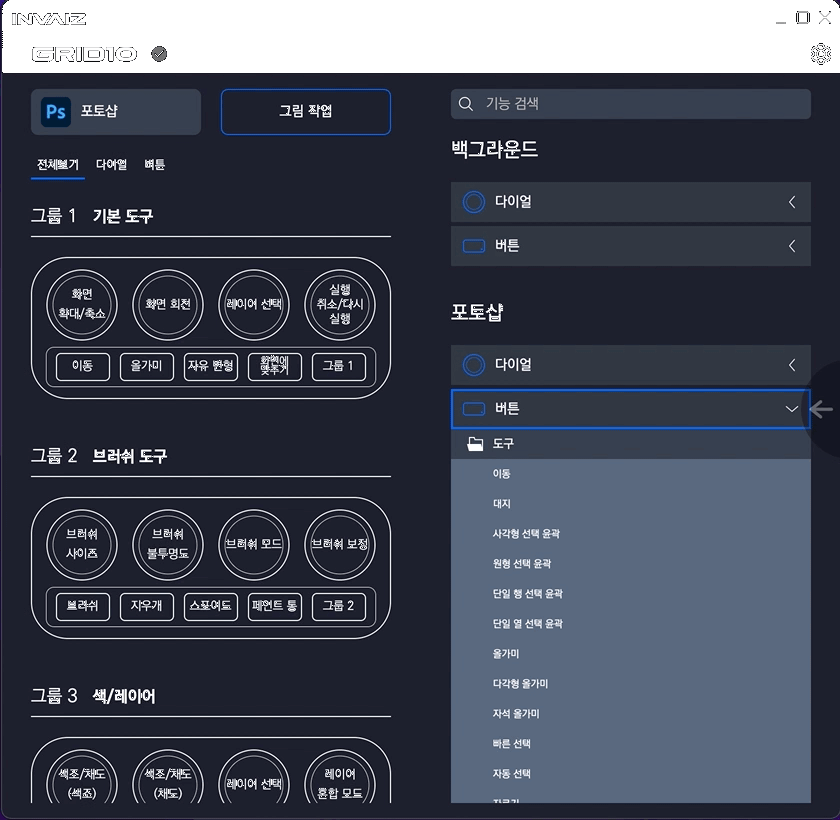 INVAIZ
GRID10
포토샵
그림 작업
전체보기 다이얼 버튼
그룹 1 기본 도구
화면
확대/축소
화면 회전
레이어 선택
실행
취소/다시
실행
이동
올가미
자유 변형
화면에
맞추기
그룹 1
그룹 2 브러쉬 도구
브러쉬
사이즈
브러쉬
불투명도
브러쉬 모드
브러쉬 보정
브러쉬
지우개
스포이드
페인트 통
그룹 2
그룹 3 색/레이어
색조/채도
(색조)
색조/채도
(채도)
레이어 선택
레이어
혼합 모드
기능 검색
백그라운드
다이얼
버튼
포토샵
다이얼
버튼
도구
이동
대지
사각형 선택 윤곽
원형 선택 윤곽
단일 행 선택 윤곽
단일 열 선택 윤곽
올가미
다각형 올가미
자석 올가미
빠른 선택
자동 선택